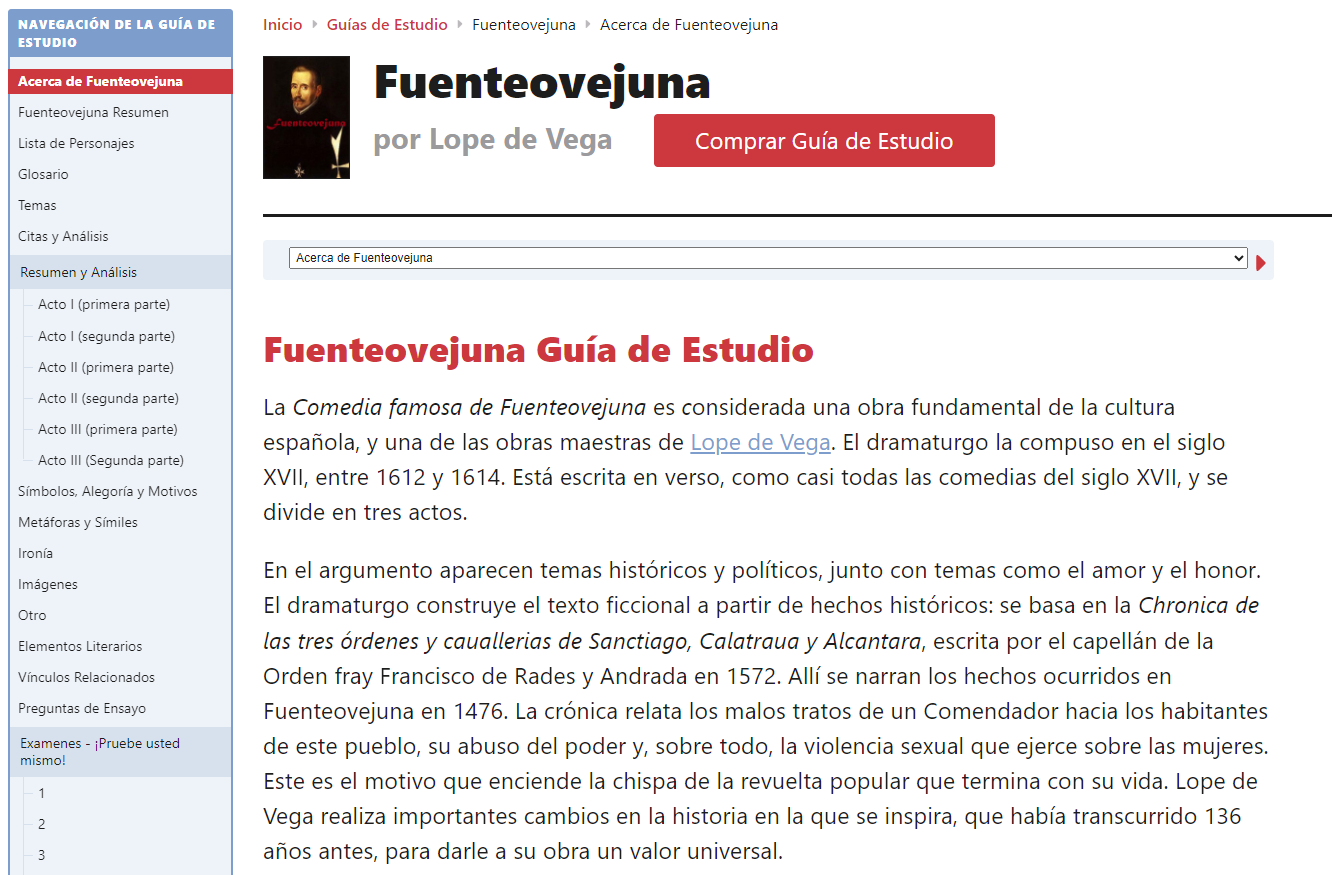 NAVEGACIÓN DE LA GUÍA DE
ESTUDIO
Acerca de Fuenteovejuna
Fuenteovejuna Resumen
Lista de Personajes
Glosario
Temas
Citas y Análisis
Resumen y Análisis
Acto I (primera parte)
Acto I (segunda parte)
Acto II (primera parte)
Acto II (segunda parte)
Acto III (primera parte)
Acto III (Segunda parte)
Símbolos, Alegoría y Motivos
Metáforas y Símiles
Ironía
Imágenes
Otro
Elementos Literarios
Vínculos Relacionados
Preguntas de Ensayo
Examenes - ¡Pruebe usted
mismo!
1
2
3
Inicio Guías de Estudio Fuenteovejuna Acerca de Fuenteovejuna
Fuenteovejuna
Fuenteovejuna
por Lope de Vega
Comprar Guía de Estudio
Acerca de Fuenteovejuna
Fuenteovejuna Guía de Estudio
La Comedia famosa de Fuenteovejuna es considerada una obra fundamental de la cultura
española, y una de las obras maestras de Lope de Vega. El dramaturgo la compuso en el siglo
XVII, entre 1612 y 1614. Está escrita en verso, como casi todas las comedias del siglo XVII, y se
divide en tres actos.
En el argumento aparecen temas históricos y políticos, junto con temas como el amor y el honor.
El dramaturgo construye el texto ficcional a partir de hechos históricos: se basa en la Chronica de
las tres órdenes y cauallerias de Sanctiago, Calatraua y Alcantara, escrita por el capellán de la
Orden fray Francisco de Rades y Andrada en 1572. Allí se narran los hechos ocurridos en
Fuenteovejuna en 1476. La crónica relata los malos tratos de un Comendador hacia los habitantes
de este pueblo, su abuso del poder y, sobre todo, la violencia sexual que ejerce sobre las mujeres.
Este es el motivo que enciende la chispa de la revuelta popular que termina con su vida. Lope de
Vega realiza importantes cambios en la historia en la que se inspira, que había transcurrido 136
años antes, para darle a su obra un valor universal.